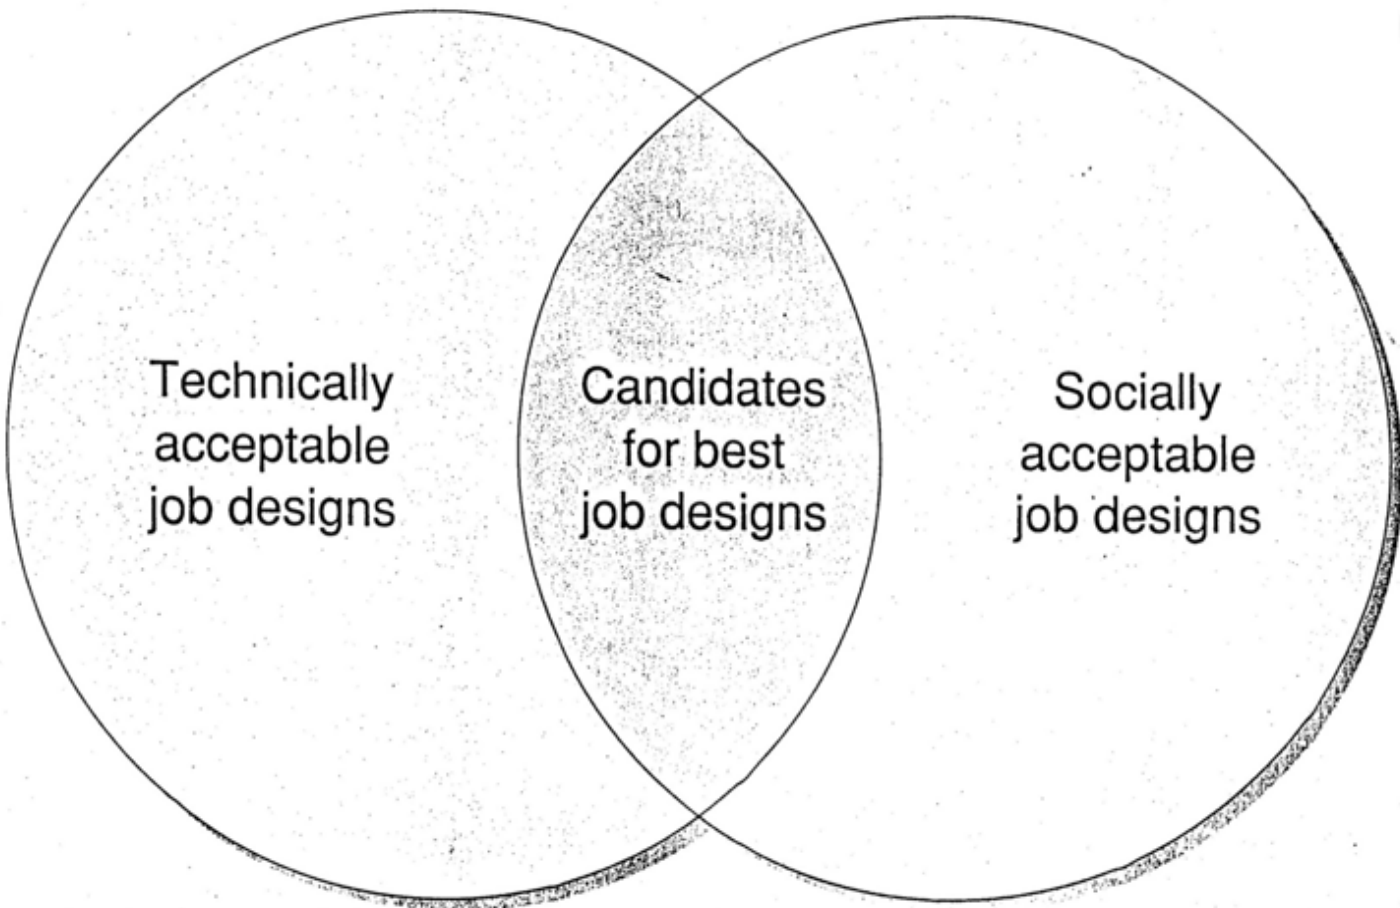 Technically
acceptable
job designs
Candidates
for best
job designs
Socially
acceptable
job designs